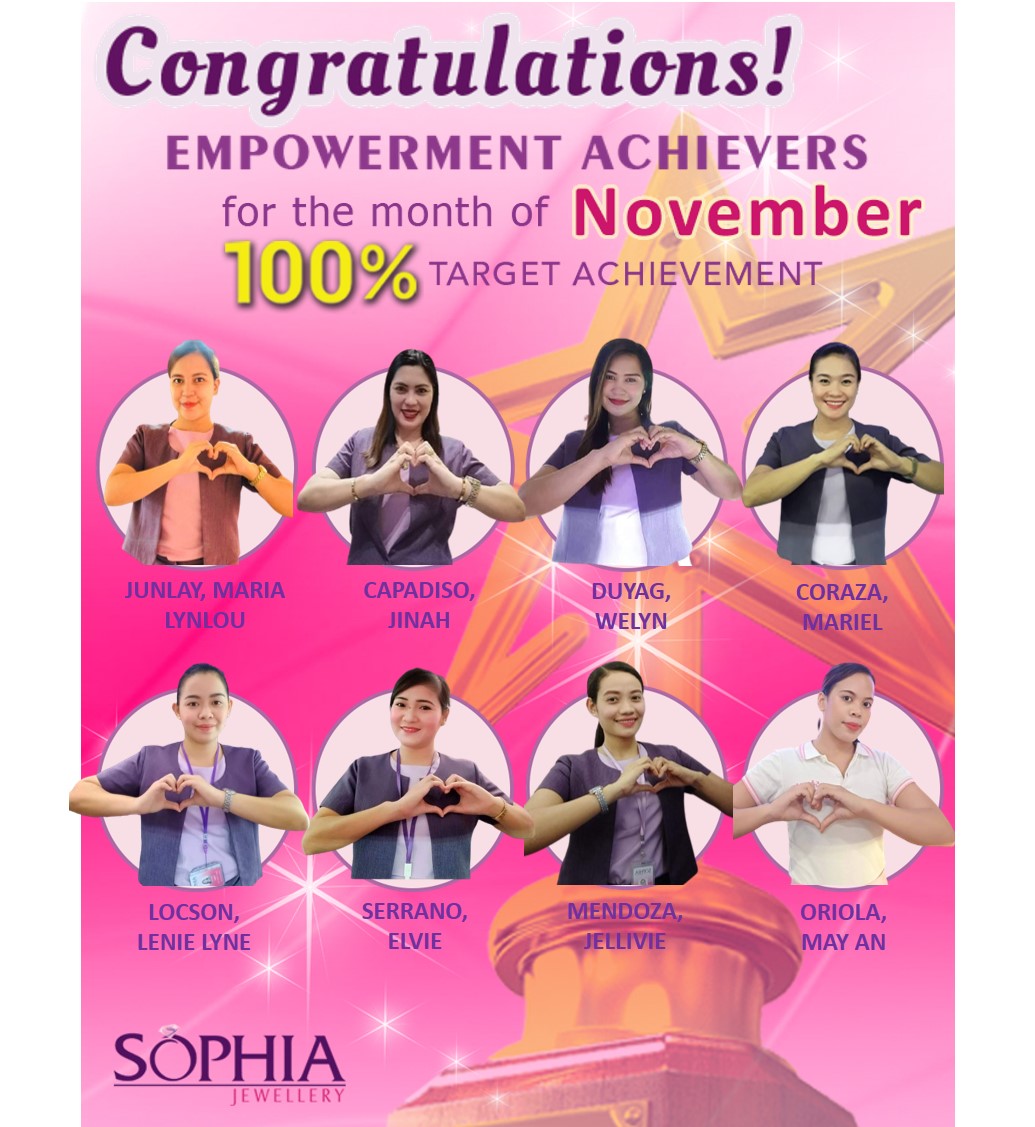 Congratulations!
EMPOWERMENT ACHIEVERS
for the month of November
100% TARGET ACHIEVEMENT
JUNLAY, MARIA
LYNLOU
CAPADISO,
JINAH
DUYAG,
WELYN
CORAZA,
MARIEL
LOCSON,
LENIE LYNE
SERRANO,
ELVIE
MENDOZA,
JELLIVIE
ORIOLA,
MAY AN
SOPHIA
JEWELLERY